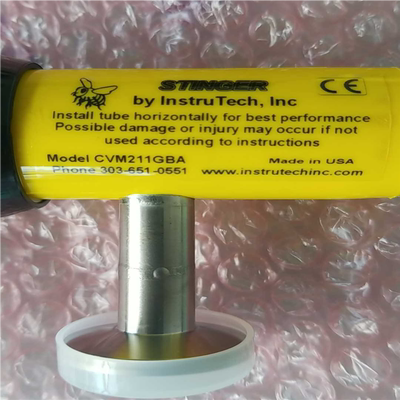 STINGER
CE
by InstruTech, Inc
Install tube horizontally for best performance
Possible damage or injury may occur if not
used according to instructions
Model CVM211GBA Made in USA
Phone 303-651-0551 www.instrutechinc.com